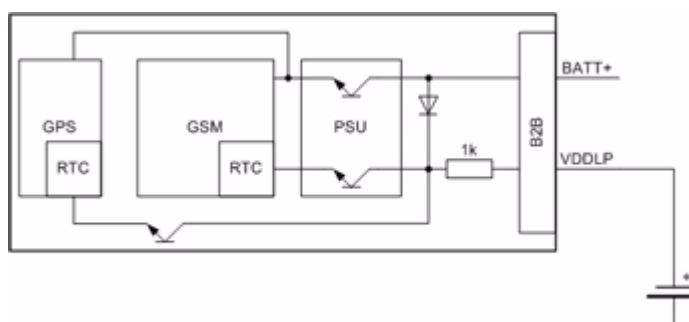 BATT+
GPS
GSM
PSU
B2B
1k
VDDLP
RTC
RTC
+